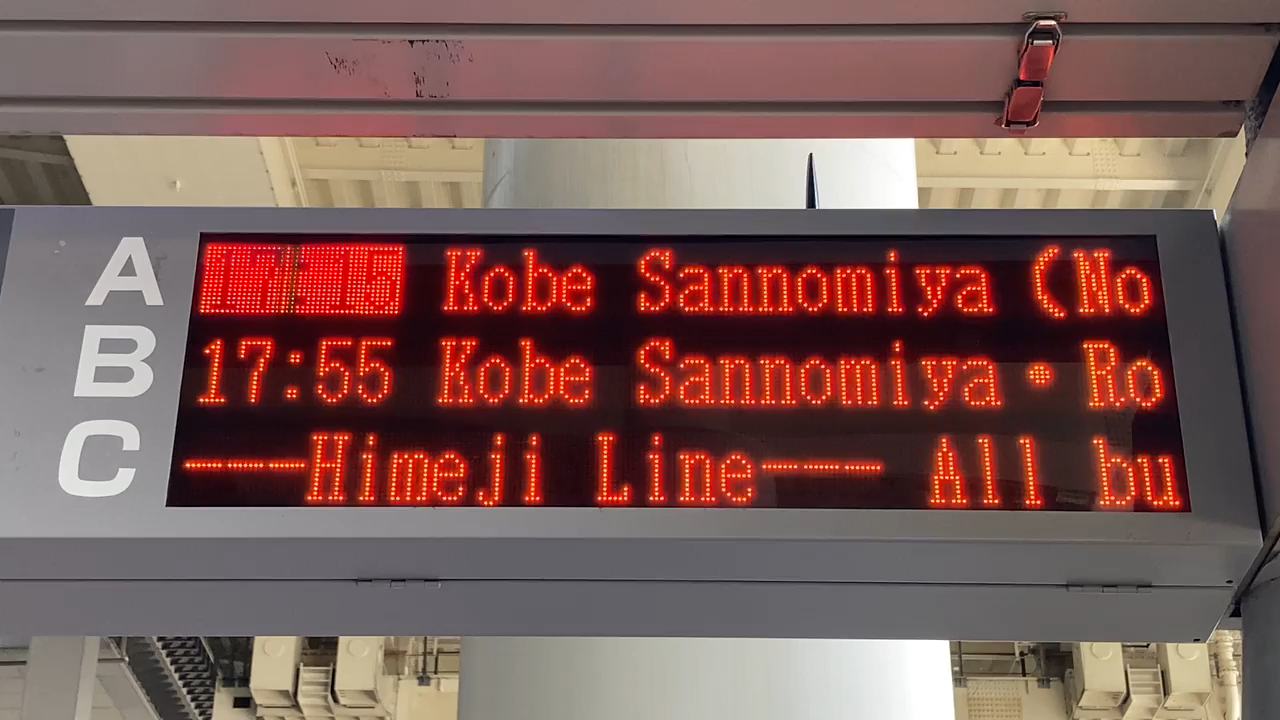 A Kobe Sannomiya (No
B 17:55 Kobe Sannomiya・Ro
C ――Himeji Line―― All bu